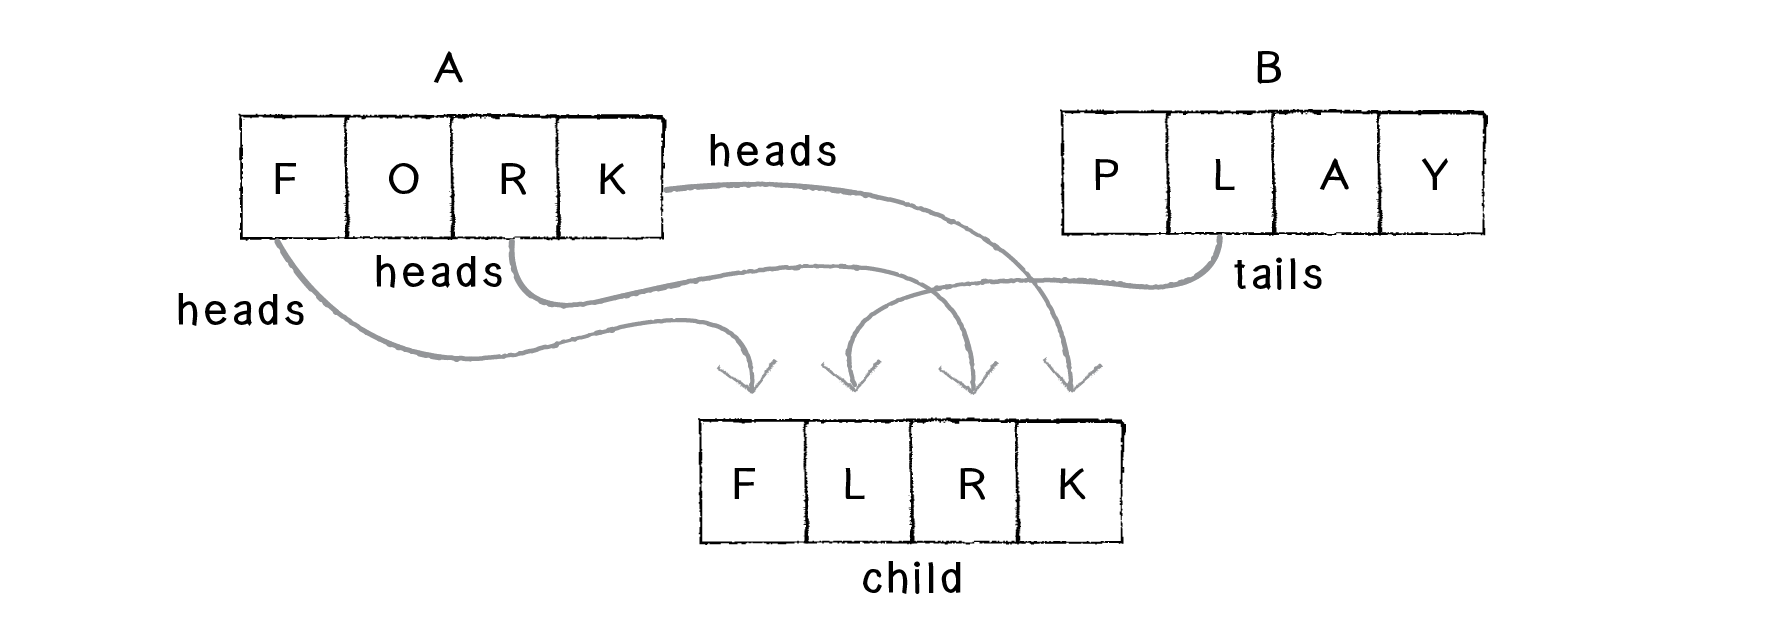 A
B
F O R K
heads
P L A Y
heads
heads
tails
F L R K
child